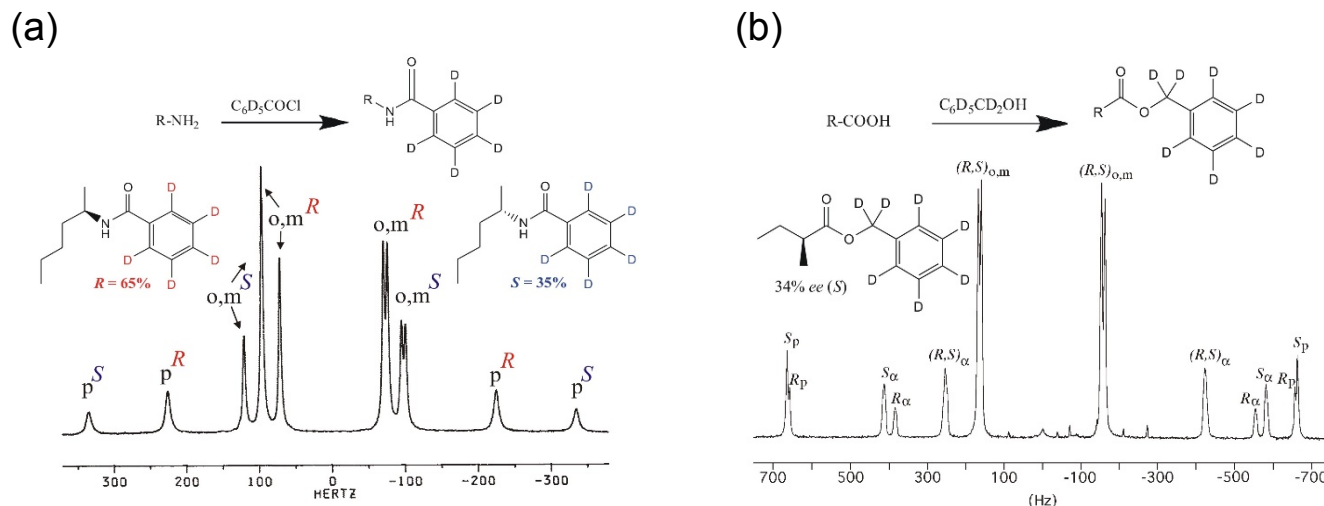 (a)
R-NH₂
C₆D₅COCl
O
R
N
H
D
D
D
D
D
O
N
H
D
D
D
D
D
R = 65%
O
N
H
D
D
D
D
D
S = 35%
o,m R
o,m S
o,m R
o,m S
p S
p R
p R
p S
300 200 100 0 -100 -200 -300
HERTZ
(b)
R-COOH
C₆D₅CD₂OH
O
R
O
D D
D
D
D
D
D
O
O
D D
D
D
D
D
D
34% ee (S)
(R,S)o,m
(R,S)o,m
Sp
Rp
Sα
Rα
(R,S)α
(R,S)α
Rα
Sα
Rp
Sp
700 500 300 100 -100 -300 -500 -700
(Hz)